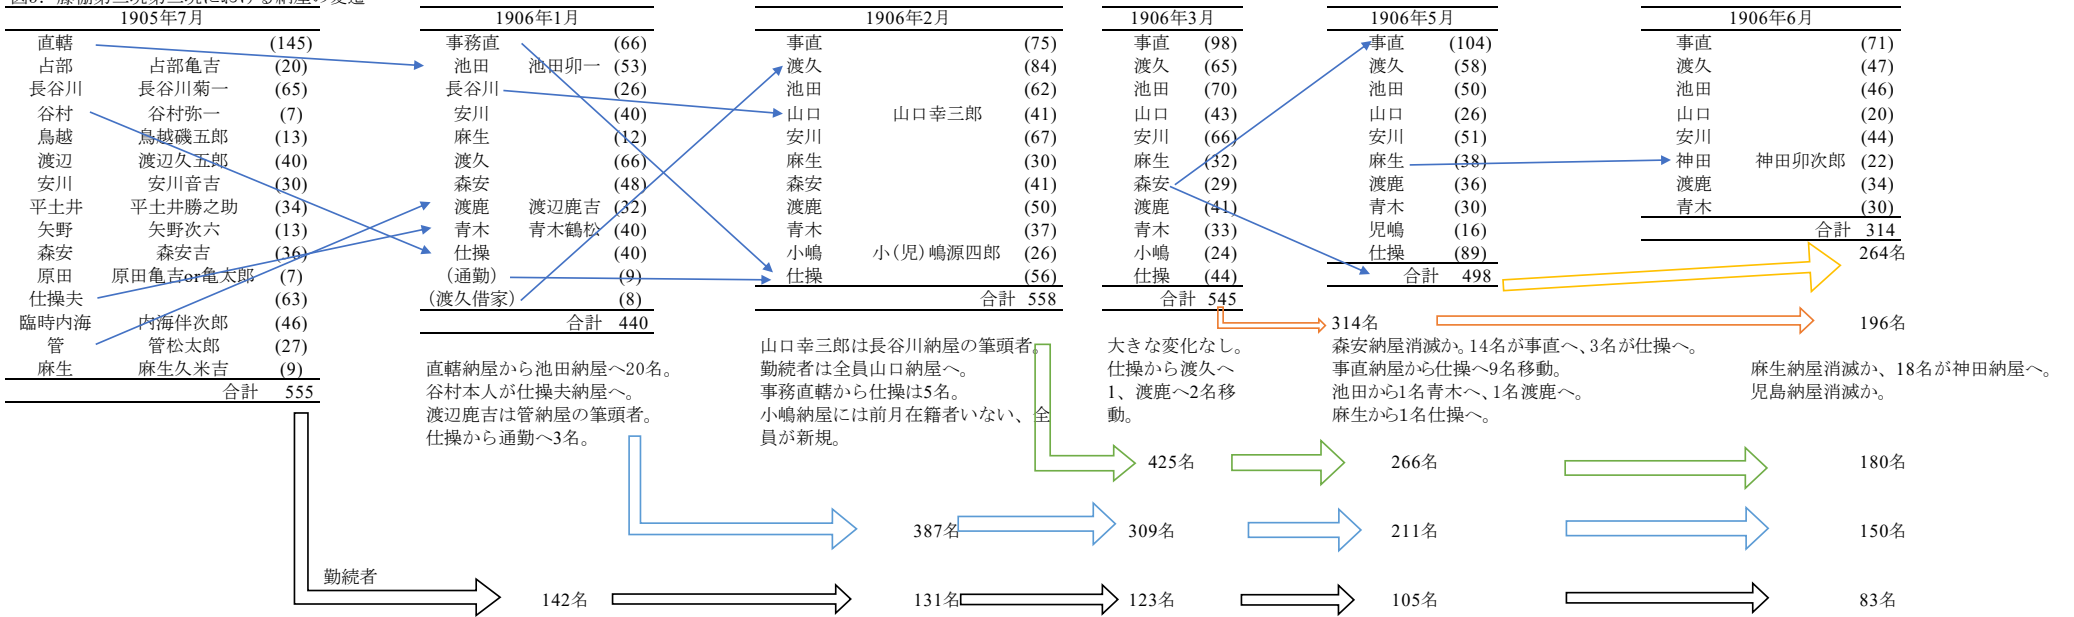 1905年7月
直轄 (145)
占部 占部亀吉 (20)
長谷川 長谷川菊一 (65)
谷村 谷村弥一 (7)
鳥越 鳥越磯五郎 (13)
渡辺 渡辺久五郎 (40)
安川 安川音吉 (30)
平土井 平土井勝之助 (34)
矢野 矢野次六 (13)
森安 森安吉 (36)
原田 原田亀吉or亀太郎 (7)
仕操夫 (63)
臨時内海 内海伴次郎 (46)
管 管松太郎 (27)
麻生 麻生久米吉 (9)
合計 555
1906年1月
事務直 (66)
池田 池田卯一 (53)
長谷川 (26)
安川 (40)
麻生 (12)
渡久 (66)
森安 (48)
渡鹿 渡辺鹿吉 (32)
青木 青木鶴松 (40)
仕操 (40)
(通勤) (9)
(渡久借家) (8)
合計 440
直轄納屋から池田納屋へ20名。
谷村本人が仕操夫納屋へ。
渡辺鹿吉は管納屋の筆頭者。
仕操から通勤へ3名。
1906年2月
事直 (75)
渡久 (84)
池田 (62)
山口 山口幸三郎 (41)
安川 (67)
麻生 (30)
森安 (41)
渡鹿 (50)
青木 (37)
小嶋 小(児)嶋源四郎 (26)
仕操 (56)
合計 558
山口幸三郎は長谷川納屋の筆頭者。
勤続者は全員山口納屋へ。
事務直轄から仕操は5名。
小嶋納屋には前月在籍者いない、全
員が新規。
1906年3月
事直 (98)
渡久 (65)
池田 (70)
山口 (43)
安川 (66)
麻生 (32)
森安 (29)
渡鹿 (41)
青木 (33)
小嶋 (24)
仕操 (44)
合計 545
大きな変化なし。
仕操から渡久へ
1、渡鹿へ2名移
動。
1906年5月
事直 (104)
渡久 (58)
池田 (50)
山口 (26)
安川 (51)
麻生 (38)
渡鹿 (36)
青木 (30)
児嶋 (16)
仕操 (89)
合計 498
314名
森安納屋消滅か。14名が事直へ、3名が仕操へ。
事直納屋から仕操へ9名移動。
池田から1名青木へ、1名渡鹿へ。
麻生から1名仕操へ。
1906年6月
事直 (71)
渡久 (47)
池田 (46)
山口 (20)
安川 (44)
神田 神田卯次郎 (22)
渡鹿 (34)
青木 (30)
合計 314
264名
196名
麻生納屋消滅か、18名が神田納屋へ。
児島納屋消滅か。
425名 266名 180名
387名 309名 211名 150名
勤続者
142名 131名 123名 105名 83名